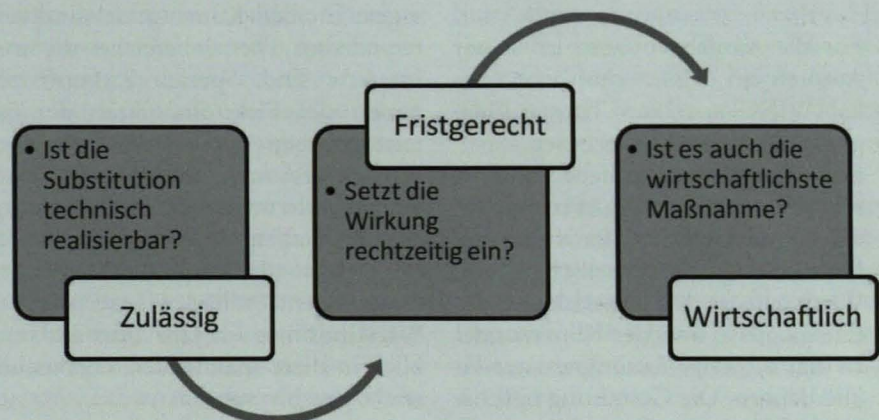 • Ist die
Substitution
technisch
realisierbar?
Zulässig
Fristgerecht
• Setzt die
Wirkung
rechtzeitig ein?
• Ist es auch die
wirtschaftlichste
Maßnahme?
Wirtschaftlich